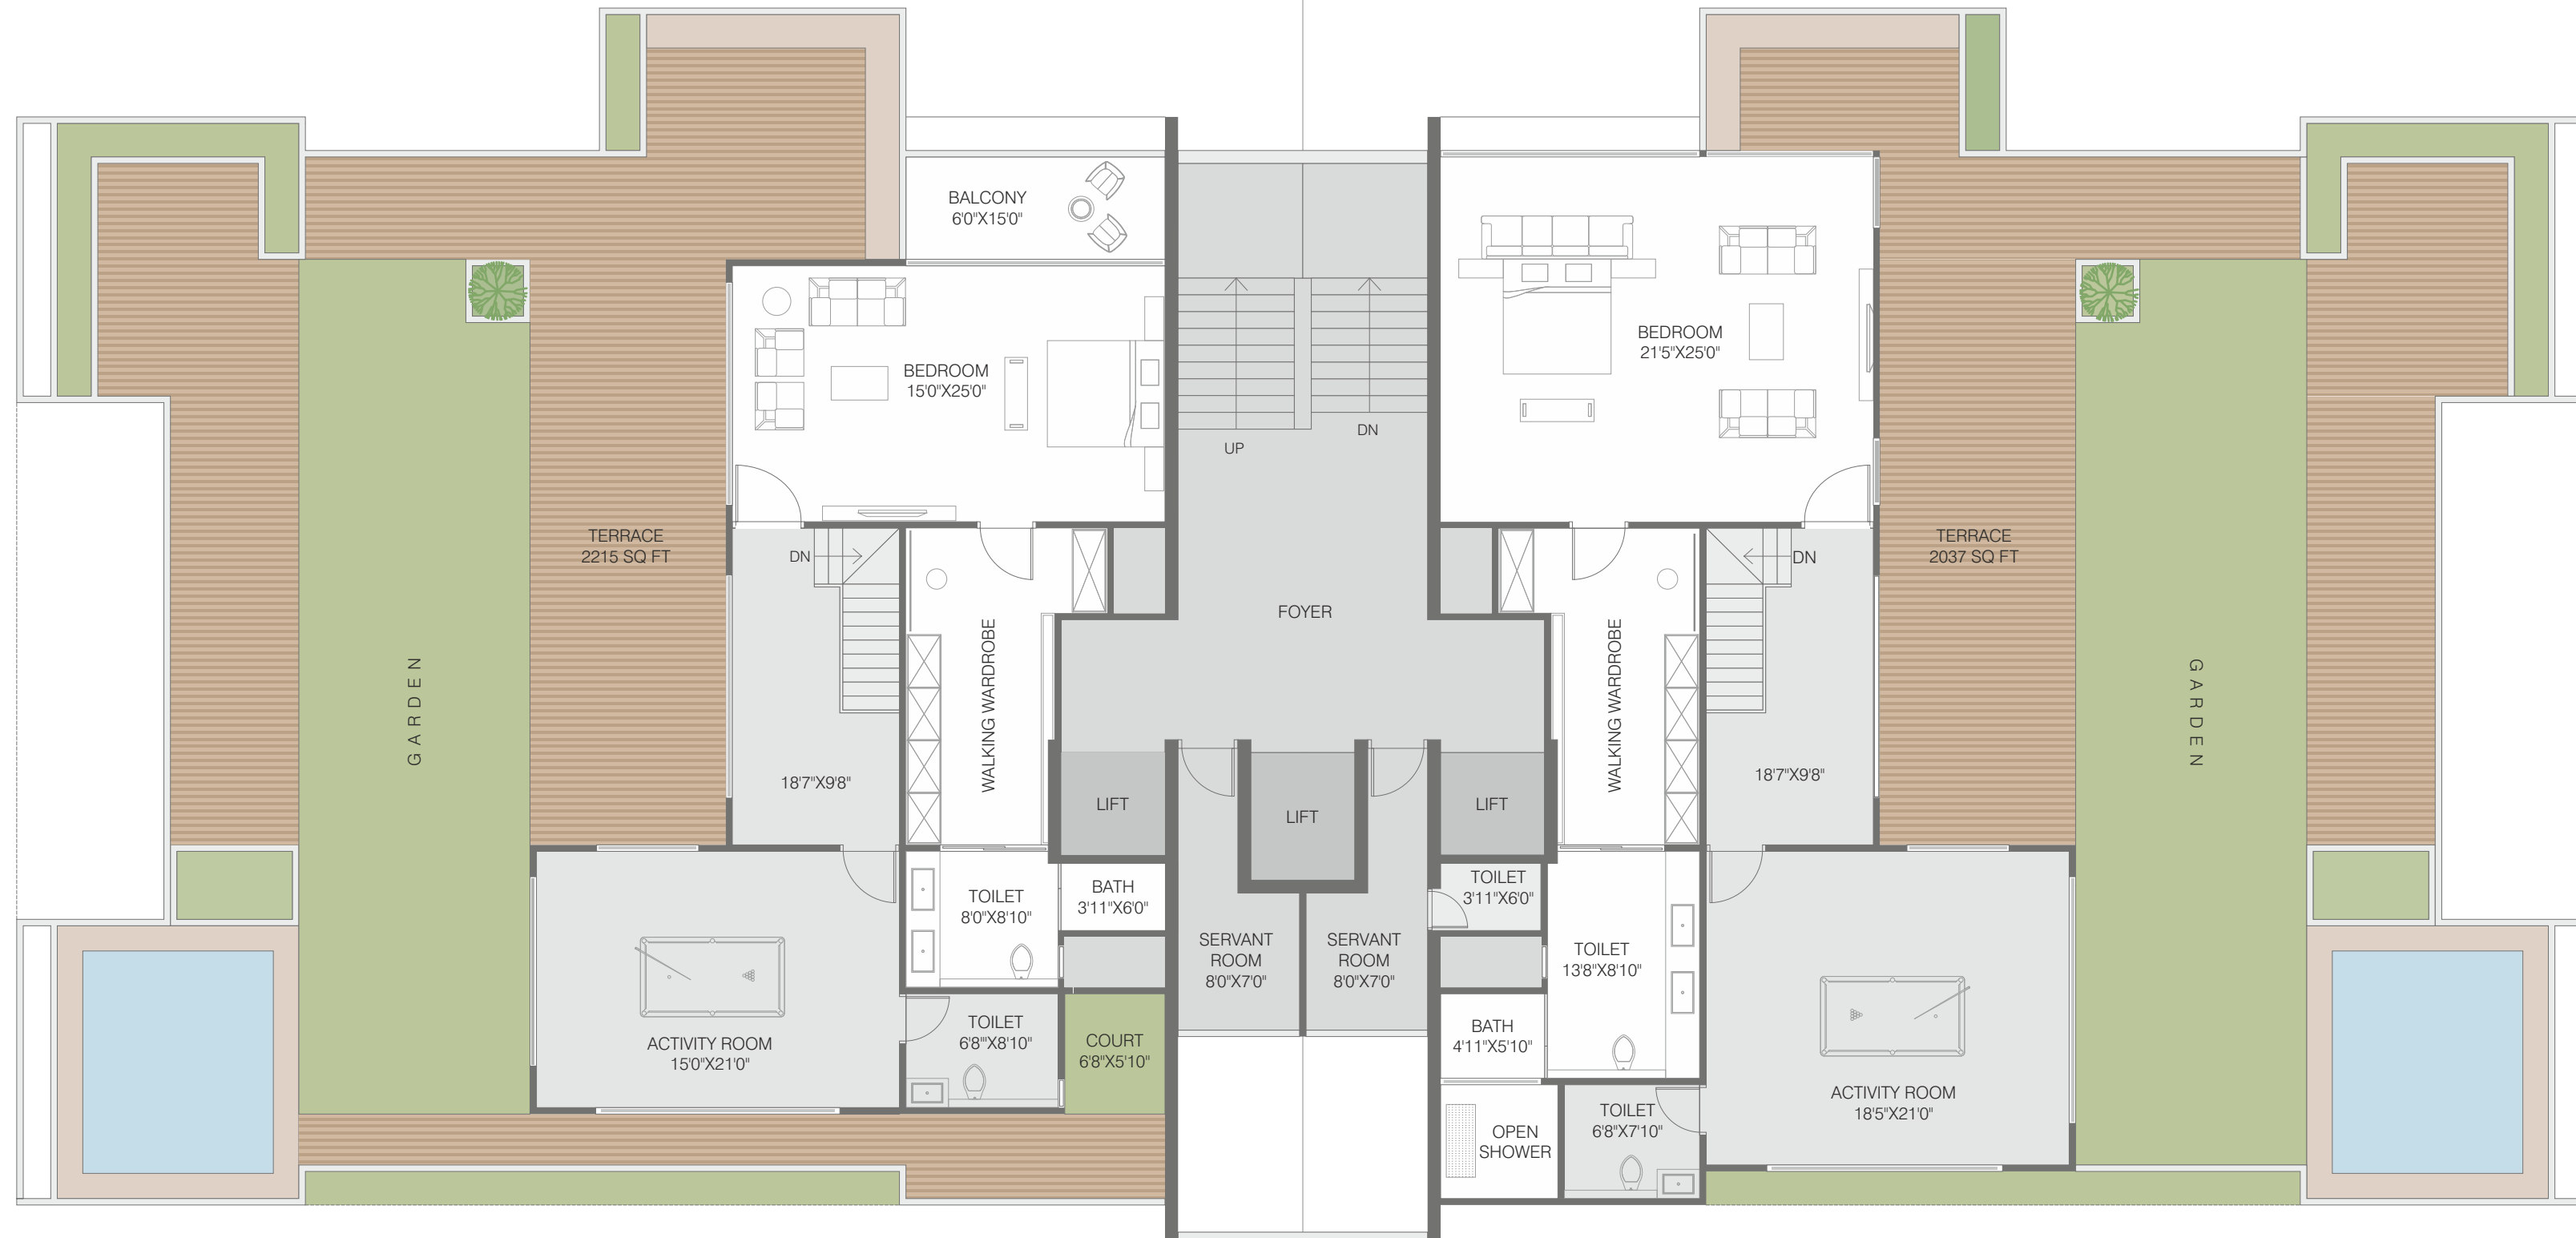 BALCONY
6'0"X15'0"
BEDROOM
15'0"X25'0"
BEDROOM
21'5"X25'0"
UP
DN
TERRACE
2215 SQ FT
DN
DN
TERRACE
2037 SQ FT
FOYER
GARDEN
WALKING WARDROBE
WALKING WARDROBE
GARDEN
18'7"X9'8"
18'7"X9'8"
LIFT
LIFT
LIFT
TOILET
8'0"X8'10"
BATH
3'11"X6'0"
TOILET
3'11"X6'0"
SERVANT
ROOM
8'0"X7'0"
SERVANT
ROOM
8'0"X7'0"
TOILET
13'8"X8'10"
ACTIVITY ROOM
15'0"X21'0"
TOILET
6'8"'X8'10"
COURT
6'8"X5'10"
BATH
4'11"X5'10"
OPEN
SHOWER
TOILET
6'8"X7'10"
ACTIVITY ROOM
18'5"X21'0"